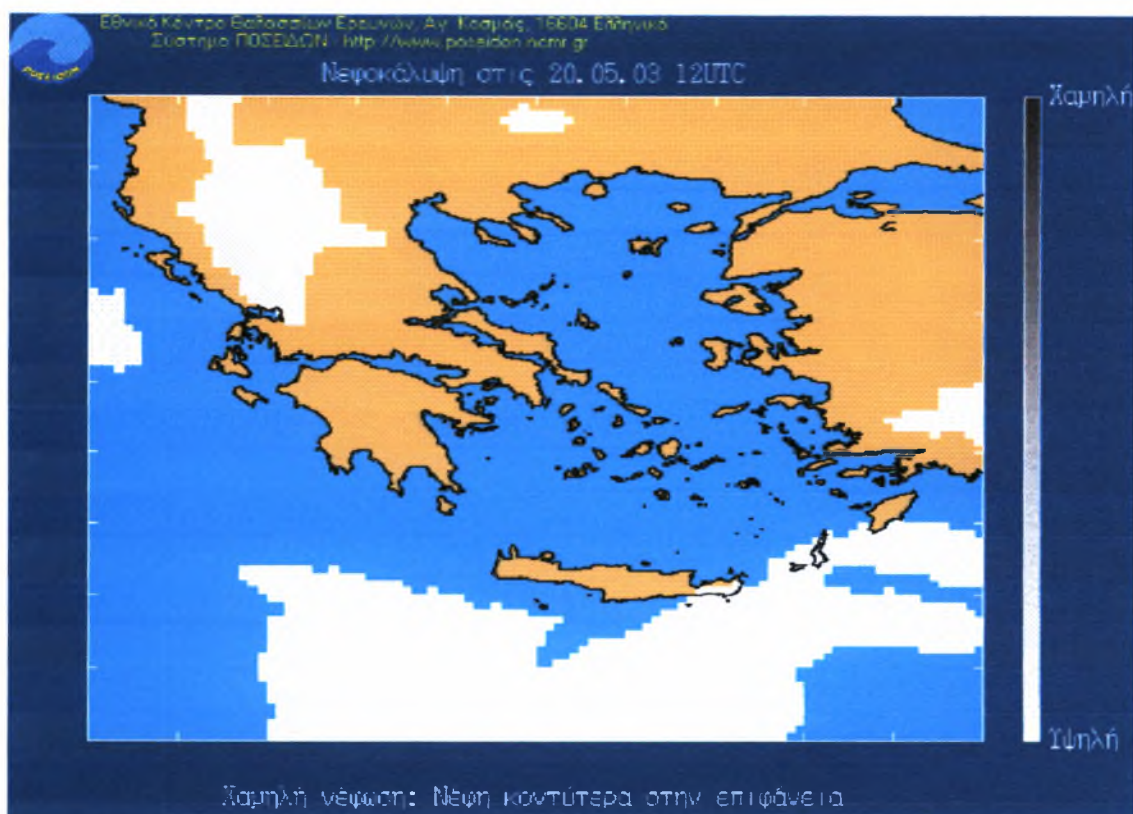 Εθνικό Κέντρο Θαλασσίων Ερευνών, Αγ. Κοσμάς, 16604 Ελληνικό
Σύστημα ΠΟΣΕΙΔΩΝ - http://www.poseidon.ncmr.gr
POSEIDON
Νεφοκάλυψη στις 20.05.03 12UTC
Χαμηλή
Υψηλή
Χαμηλή νέφωση: Νέφη κοντύτερα στην επιφάνεια